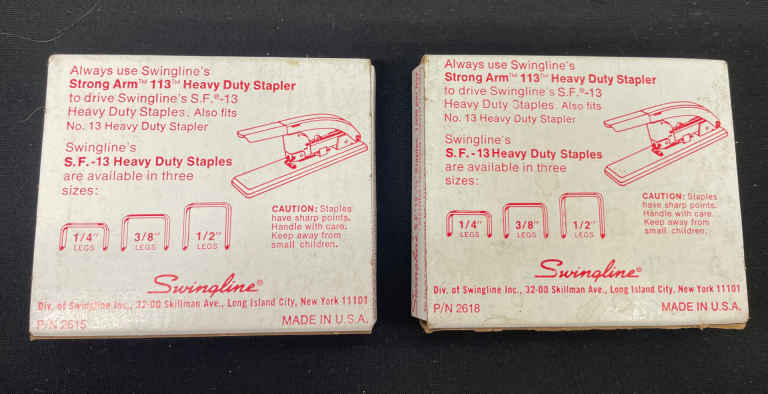 Always use Swingline's
Strong Arm™ 113™ Heavy Duty Stapler
to drive Swingline's S.F.®-13
Heavy Duty Staples. Also fits
No. 13 Heavy Duty Stapler
Swingline's
S.F.-13 Heavy Duty Staples
are available in three
sizes:
1/4"
LEGS
3/8"
LEGS
1/2"
LEGS
CAUTION: Staples
have sharp points.
Handle with care.
Keep away from
small children.
Swingline®
Div. of Swingline Inc., 32-00 Skillman Ave., Long Island City, New York 11101
P/N 2615
MADE IN U.S.A.
Always use Swingline's
Strong Arm™ 113™ Heavy Duty Stapler
to drive Swingline's S.F.®-13
Heavy Duty Staples. Also fits
No. 13 Heavy Duty Stapler
Swingline's
S.F.-13 Heavy Duty Staples
are available in three
sizes:
1/4"
LEGS
3/8"
LEGS
1/2"
LEGS
CAUTION: Staples
have sharp points.
Handle with care.
Keep away from
small children.
Swingline®
Div. of Swingline Inc., 32-00 Skillman Ave., Long Island City, New York 11101
P/N 2618
MADE IN U.S.A.